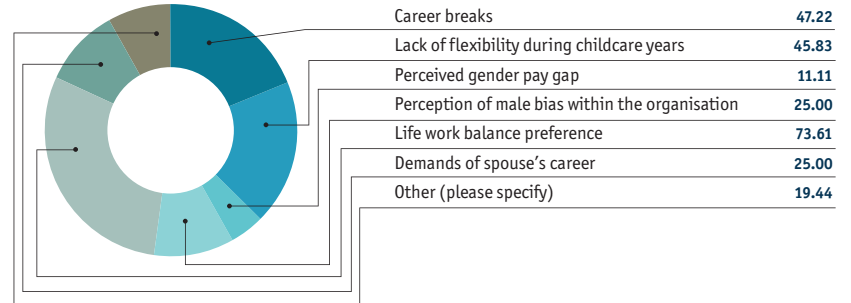 Career breaks 47.22
Lack of flexibility during childcare years 45.83
Perceived gender pay gap 11.11
Perception of male bias within the organisation 25.00
Life work balance preference 73.61
Demands of spouse's career 25.00
Other (please specify) 19.44